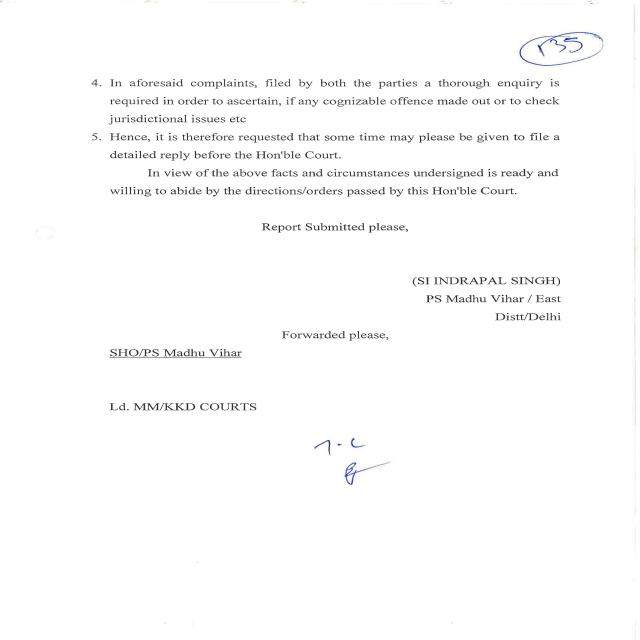 135
4. In aforesaid complaints, filed by both the parties a thorough enquiry is
required in order to ascertain, if any cognizable offence made out or to check
jurisdictional issues etc
5. Hence, it is therefore requested that some time may please be given to file a
detailed reply before the Hon'ble Court.
In view of the above facts and circumstances undersigned is ready and
willing to abide by the directions/orders passed by this Hon'ble Court.
Report Submitted please,
(SI INDRAPAL SINGH)
PS Madhu Vihar / East
Distt/Delhi
Forwarded please,
SHO/PS Madhu Vihar
Ld. MM/KKD COURTS
T.C